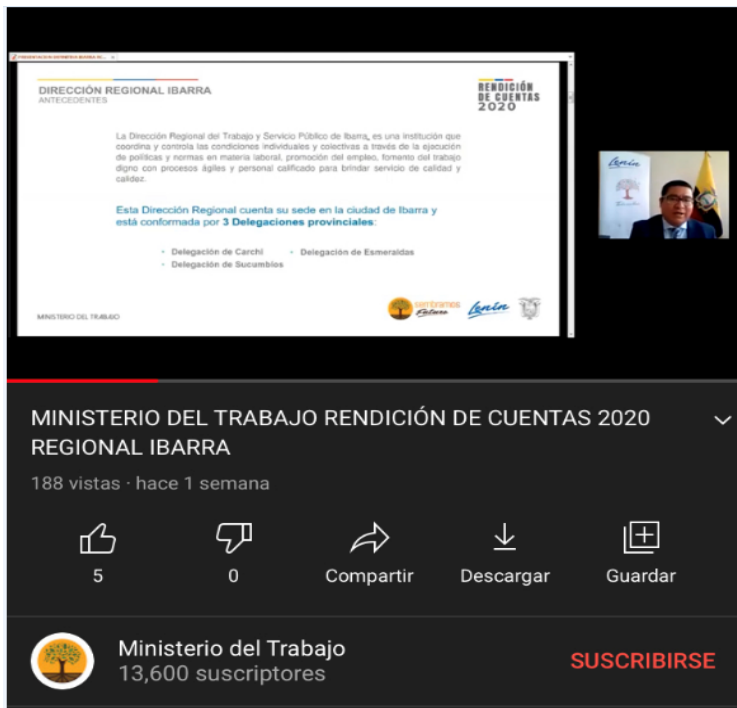 DIRECCIÓN REGIONAL IBARRA
ANTECEDENTES
RENDICIÓN
DE CUENTAS
2020
La Dirección Regional del Trabajo y Servicio Público de Ibarra, es una institución que
coordina y controla las condiciones individuales y colectivas a través de la ejecución
de políticas y normas en materia laboral, promoción del empleo, fomento del trabajo
digno con procesos ágiles y personal calificado para brindar servicio de calidad y
calidez.
Esta Dirección Regional cuenta su sede en la ciudad de Ibarra y
está conformada por 3 Delegaciones provinciales:
• Delegación de Carchi • Delegación de Esmeraldas
• Delegación de Sucumbíos
MINISTERIO DEL TRABAJO
sembramos
Futuro
Lenín
Lenín
MINISTERIO DEL TRABAJO RENDICIÓN DE CUENTAS 2020
REGIONAL IBARRA
188 vistas · hace 1 semana
5
0
Compartir
Descargar
Guardar
Ministerio del Trabajo
13,600 suscriptores
SUSCRIBIRSE